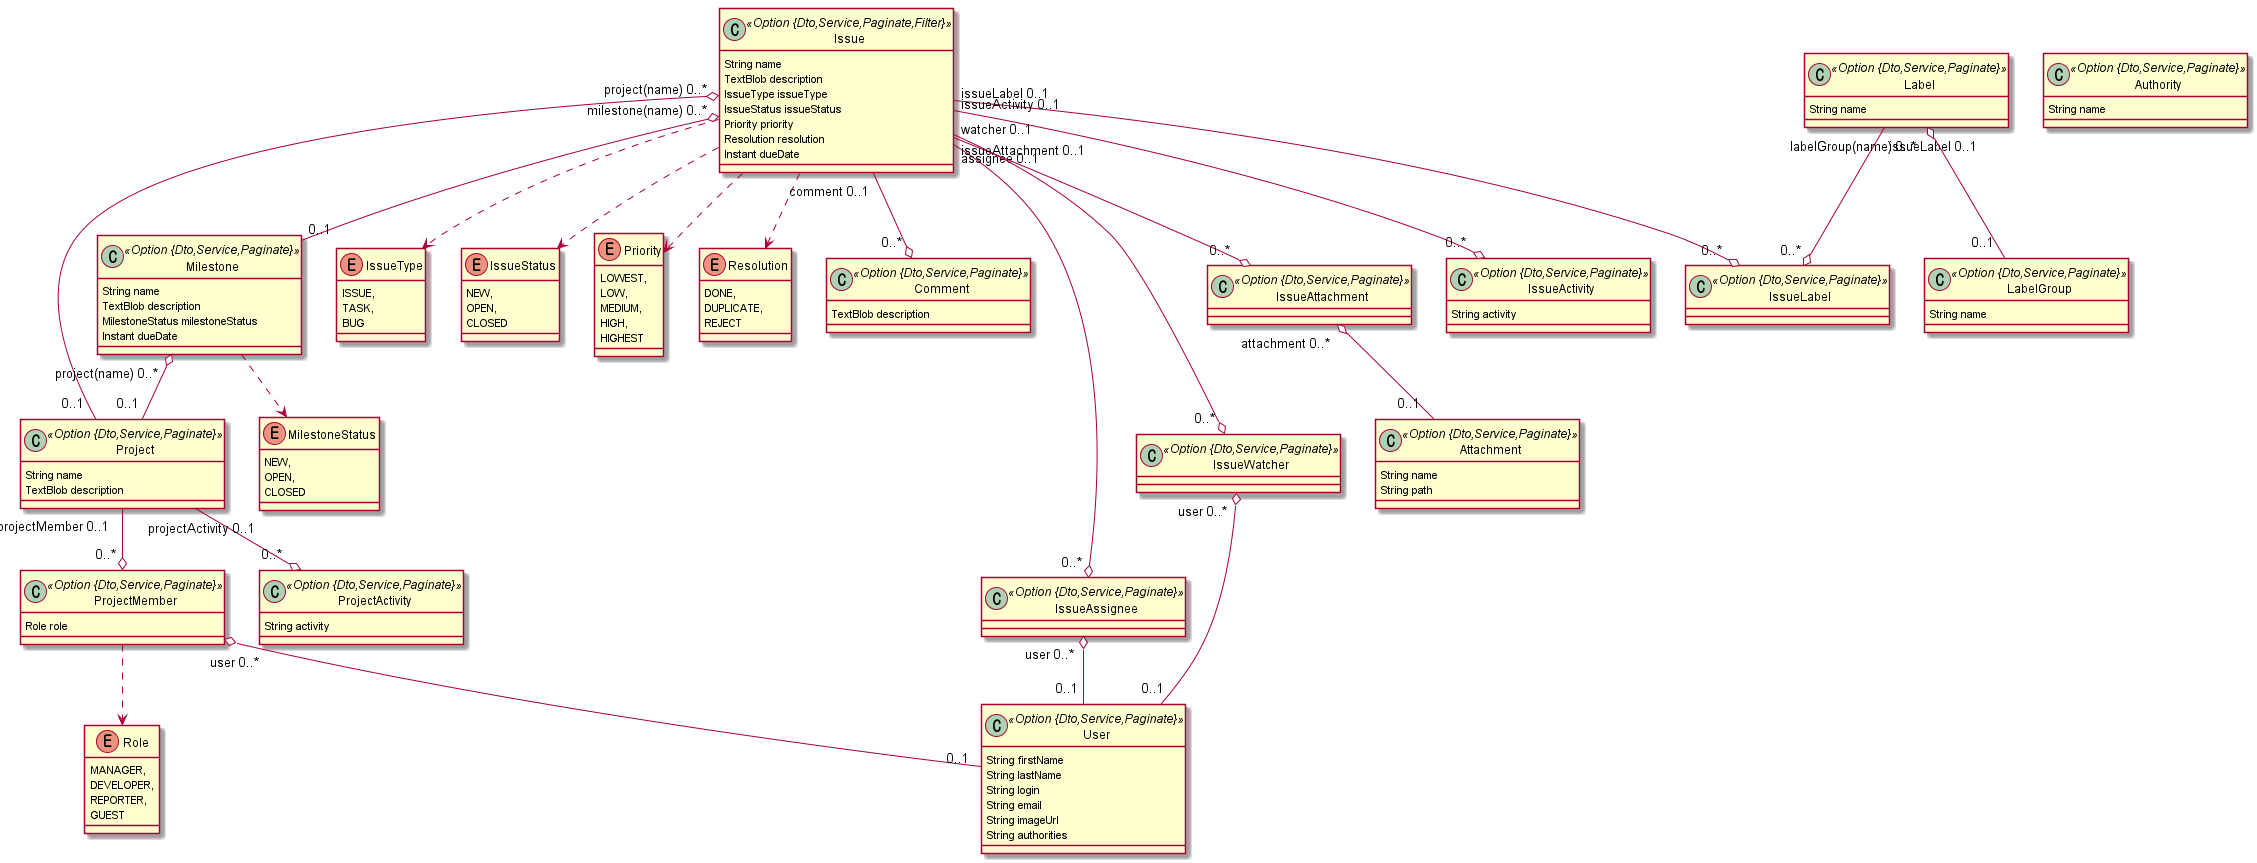 C «Option {Dto,Service,Paginate,Filter}»
Issue
String name
TextBlob description
IssueType issueType
IssueStatus issueStatus
Priority priority
Resolution resolution
Instant dueDate
project(name) 0..*
milestone(name) 0..*
issueLabel 0..1
issueActivity 0..1
watcher 0..1
issueAttachment 0..1
assignee 0..1
comment 0..1
C «Option {Dto,Service,Paginate}»
Label
String name
labelGroup(name) 0..*
issueLabel 0..1
C «Option {Dto,Service,Paginate}»
Authority
String name
0..1
C «Option {Dto,Service,Paginate}»
Milestone
String name
TextBlob description
MilestoneStatus milestoneStatus
Instant dueDate
E IssueType
ISSUE,
TASK,
BUG
E IssueStatus
NEW,
OPEN,
CLOSED
E Priority
LOWEST,
LOW,
MEDIUM,
HIGH,
HIGHEST
E Resolution
DONE,
DUPLICATE,
REJECT
0..*
C «Option {Dto,Service,Paginate}»
Comment
TextBlob description
0..*
C «Option {Dto,Service,Paginate}»
IssueAttachment
attachment 0..*
0..*
C «Option {Dto,Service,Paginate}»
IssueActivity
String activity
0..*
0..*
C «Option {Dto,Service,Paginate}»
IssueLabel
0..1
C «Option {Dto,Service,Paginate}»
LabelGroup
String name
project(name) 0..*
0..1
0..1
C «Option {Dto,Service,Paginate}»
Project
String name
TextBlob description
E MilestoneStatus
NEW,
OPEN,
CLOSED
0..*
C «Option {Dto,Service,Paginate}»
IssueWatcher
user 0..*
0..1
C «Option {Dto,Service,Paginate}»
Attachment
String name
String path
projectMember 0..1
projectActivity 0..1
0..*
0..*
C «Option {Dto,Service,Paginate}»
ProjectMember
Role role
user 0..*
C «Option {Dto,Service,Paginate}»
ProjectActivity
String activity
0..*
C «Option {Dto,Service,Paginate}»
IssueAssignee
user 0..*
0..1
0..1
E Role
MANAGER,
DEVELOPER,
REPORTER,
GUEST
0..1
C «Option {Dto,Service,Paginate}»
User
String firstName
String lastName
String login
String email
String imageUrl
String authorities